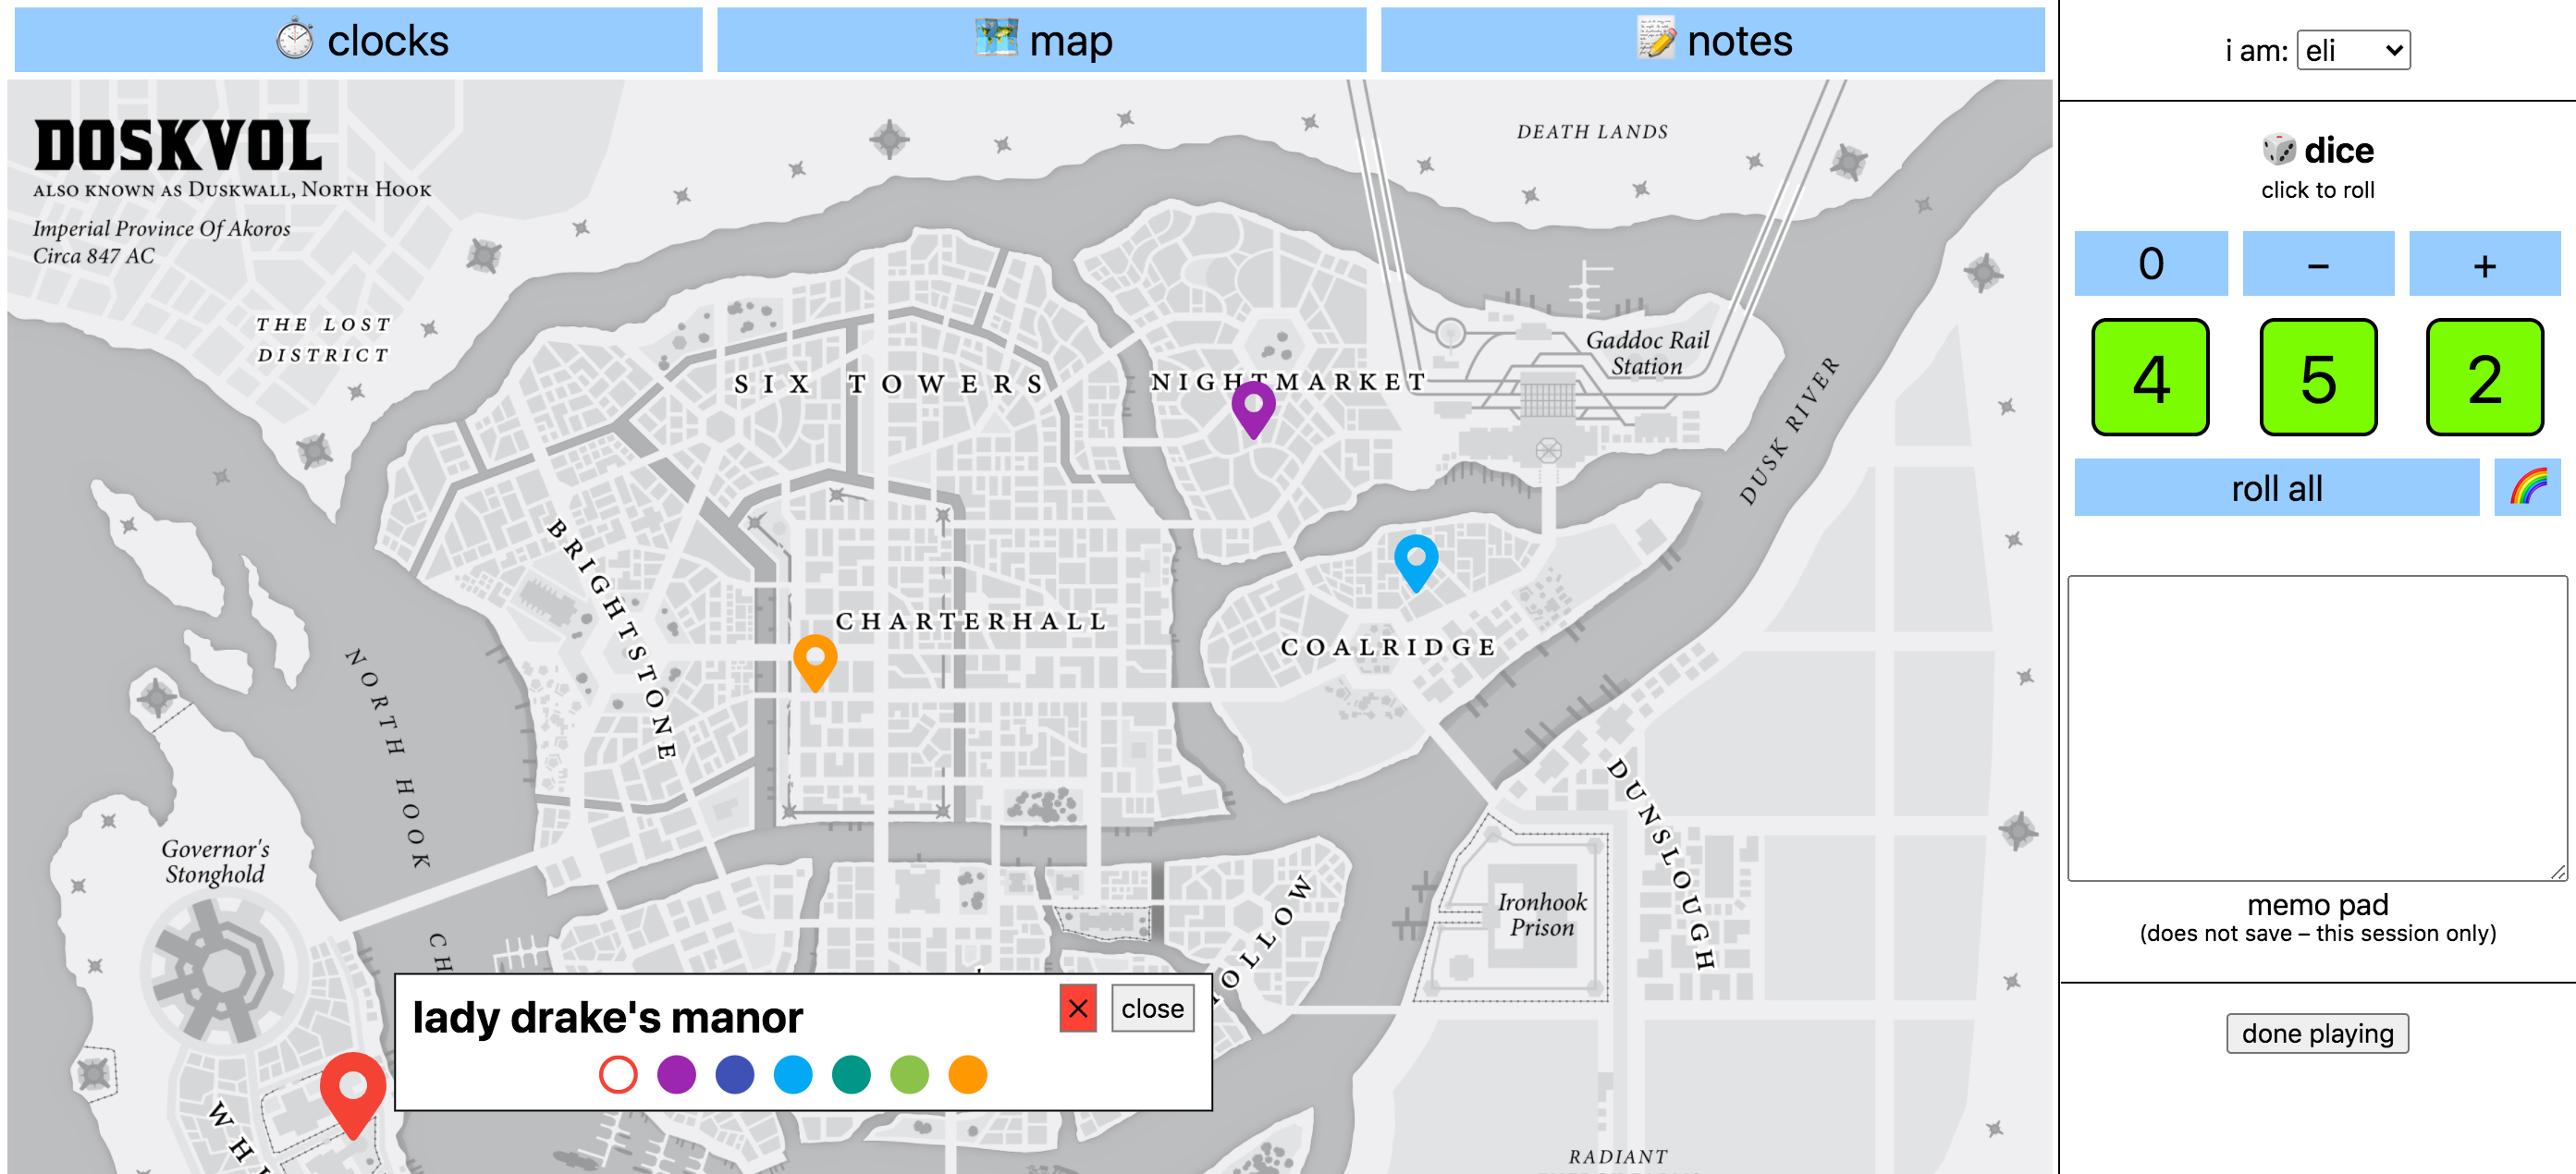 ⏱ clocks
🗺 map
📝 notes
DOSKVOL
ALSO KNOWN AS DUSKWALL, NORTH HOOK
Imperial Province Of Akoros
Circa 847 AC
DEATH LANDS
THE LOST
DISTRICT
SIX TOWERS
NIGHTMARKET
Gaddoc Rail
Station
DUSK RIVER
BRIGHTSTONE
CHARTERHALL
COALRIDGE
NORTH HOOK CH
DUNSLOUGH
Governor's
Stonghold
Ironhook
Prison
OLLOW
lady drake's manor
× close
WH
RADIANT
i am: eli
🎲 dice
click to roll
0 – +
4 5 2
roll all 🌈
memo pad
(does not save – this session only)
done playing